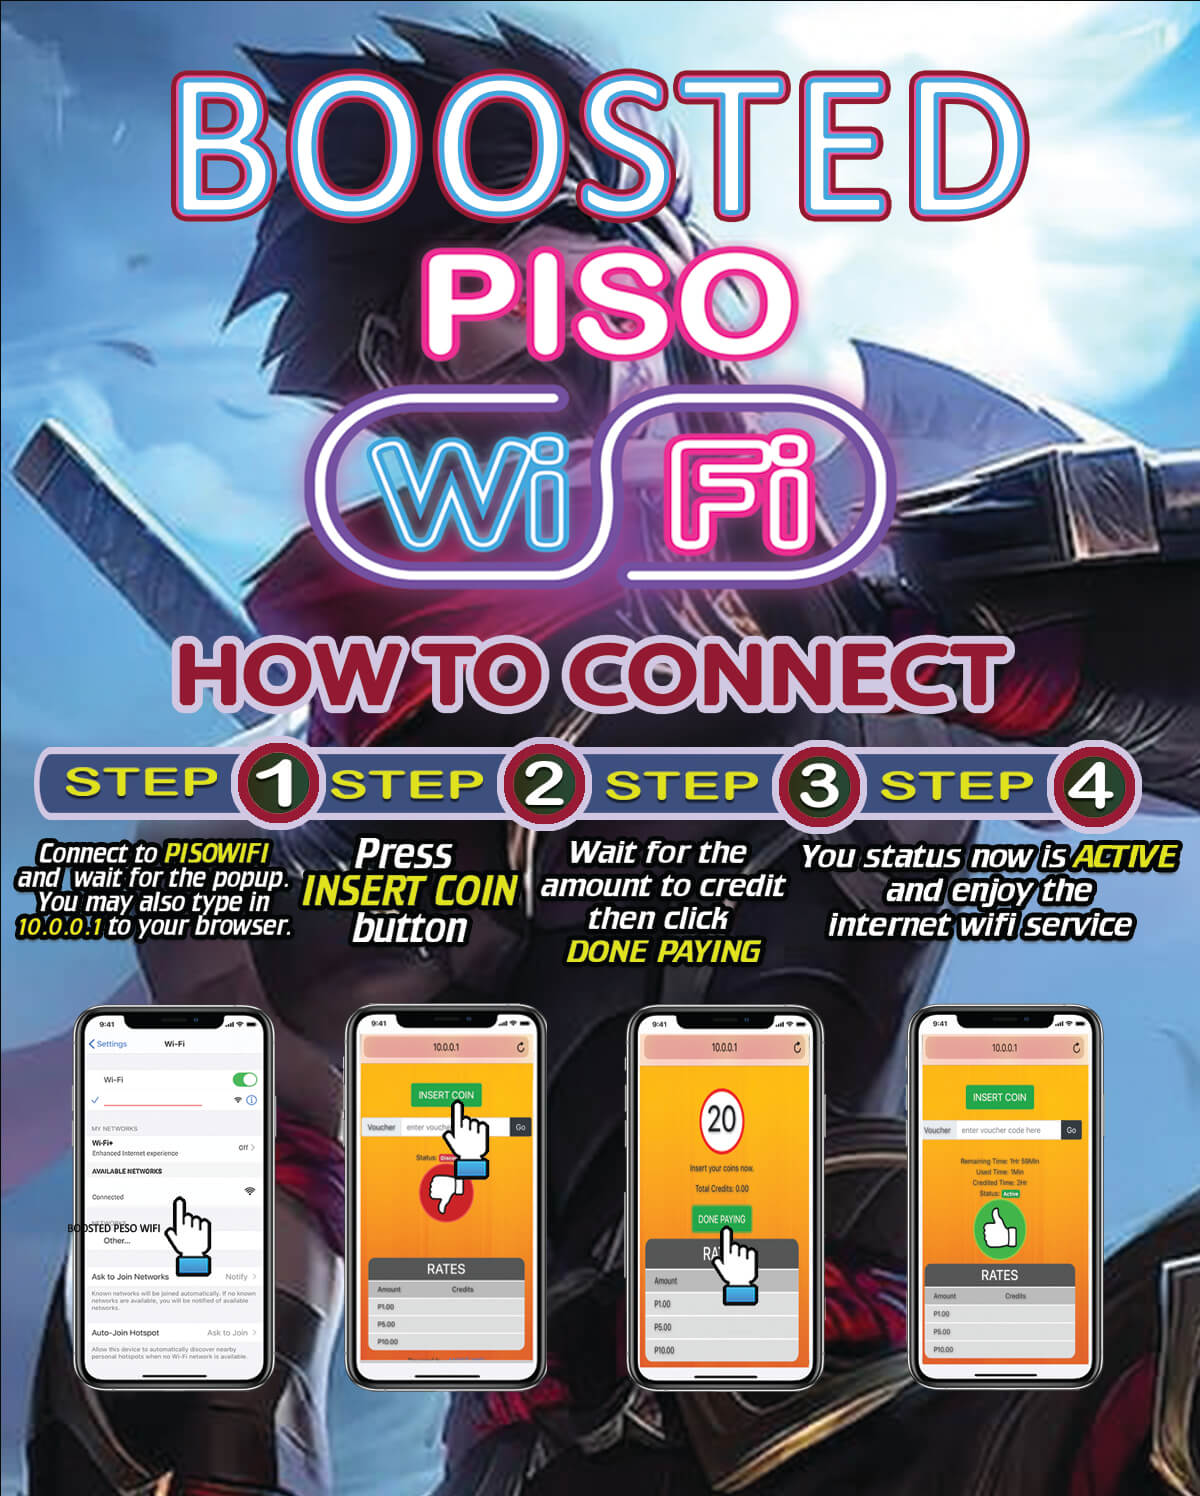 BOOSTED
PISO
WiFi
HOW TO CONNECT
STEP 1 STEP 2 STEP 3 STEP 4
Connect to PISOWIFI
and wait for the popup.
You may also type in
10.0.0.1 to your browser.
Press
INSERT COIN
button
Wait for the
amount to credit
then click
DONE PAYING
You status now is ACTIVE
and enjoy the
internet wifi service
9:41
Settings Wi-Fi
Wi-Fi
MY NETWORKS
Wi-Fi+
Enhanced Internet experience
Off
AVAILABLE NETWORKS
Connected
BOOSTED PESO WIFI
Other...
Ask to Join Networks Notify
Known networks will be joined automatically. If no known
networks are available, you will be notified of available
networks.
Auto-Join Hotspot Ask to Join
Allow this device to automatically discover nearby
personal hotspots when no Wi-Fi network is available.
9:41
10.0.0.1
INSERT COIN
Voucher enter Go
Status:
RATES
Amount Credits
P1.00
P5.00
P10.00
9:41
10.0.0.1
20
Insert your coins now.
Total Credits: 0.00
DONE PAYING
Amount
P1.00
P5.00
P10.00
9:41
10.0.0.1
INSERT COIN
Voucher enter voucher code here Go
Remaining Time: 1Hr 59Min
Used Time: 1Min
Credited Time: 2Hr
Status: Active
RATES
Amount Credits
P1.00
P5.00
P10.00